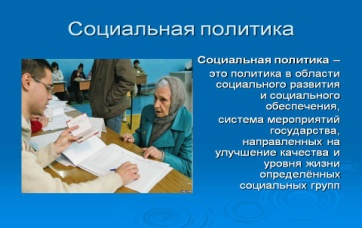 Социальная политика
Социальная политика –
это политика в области
социального развития
и социального
обеспечения,
система мероприятий
государства,
направленных на
улучшение качества и
уровня жизни
определённых
социальных групп